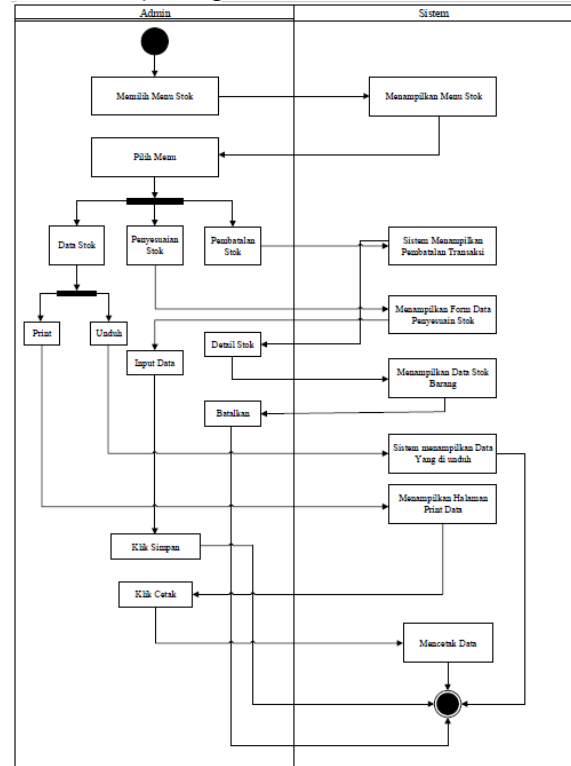 Admin
Sistem
Memilih Menu Stok
Menampilkan Menu Stok
Pilih Menu
Data Stok
Penyesuaian
Stok
Pembatalan
Stok
Sistem Menampilkan
Pembatalan Transaksi
Menampilkan Form Data
Penyesuain Stok
Print
Unduh
Detail Stok
Input Data
Menampilkan Data Stok
Barang
Batalkan
Sistem menampilkan Data
Yang di unduh
Menampilkan Halaman
Print Data
Klik Simpan
Klik Cetak
Mencetak Data